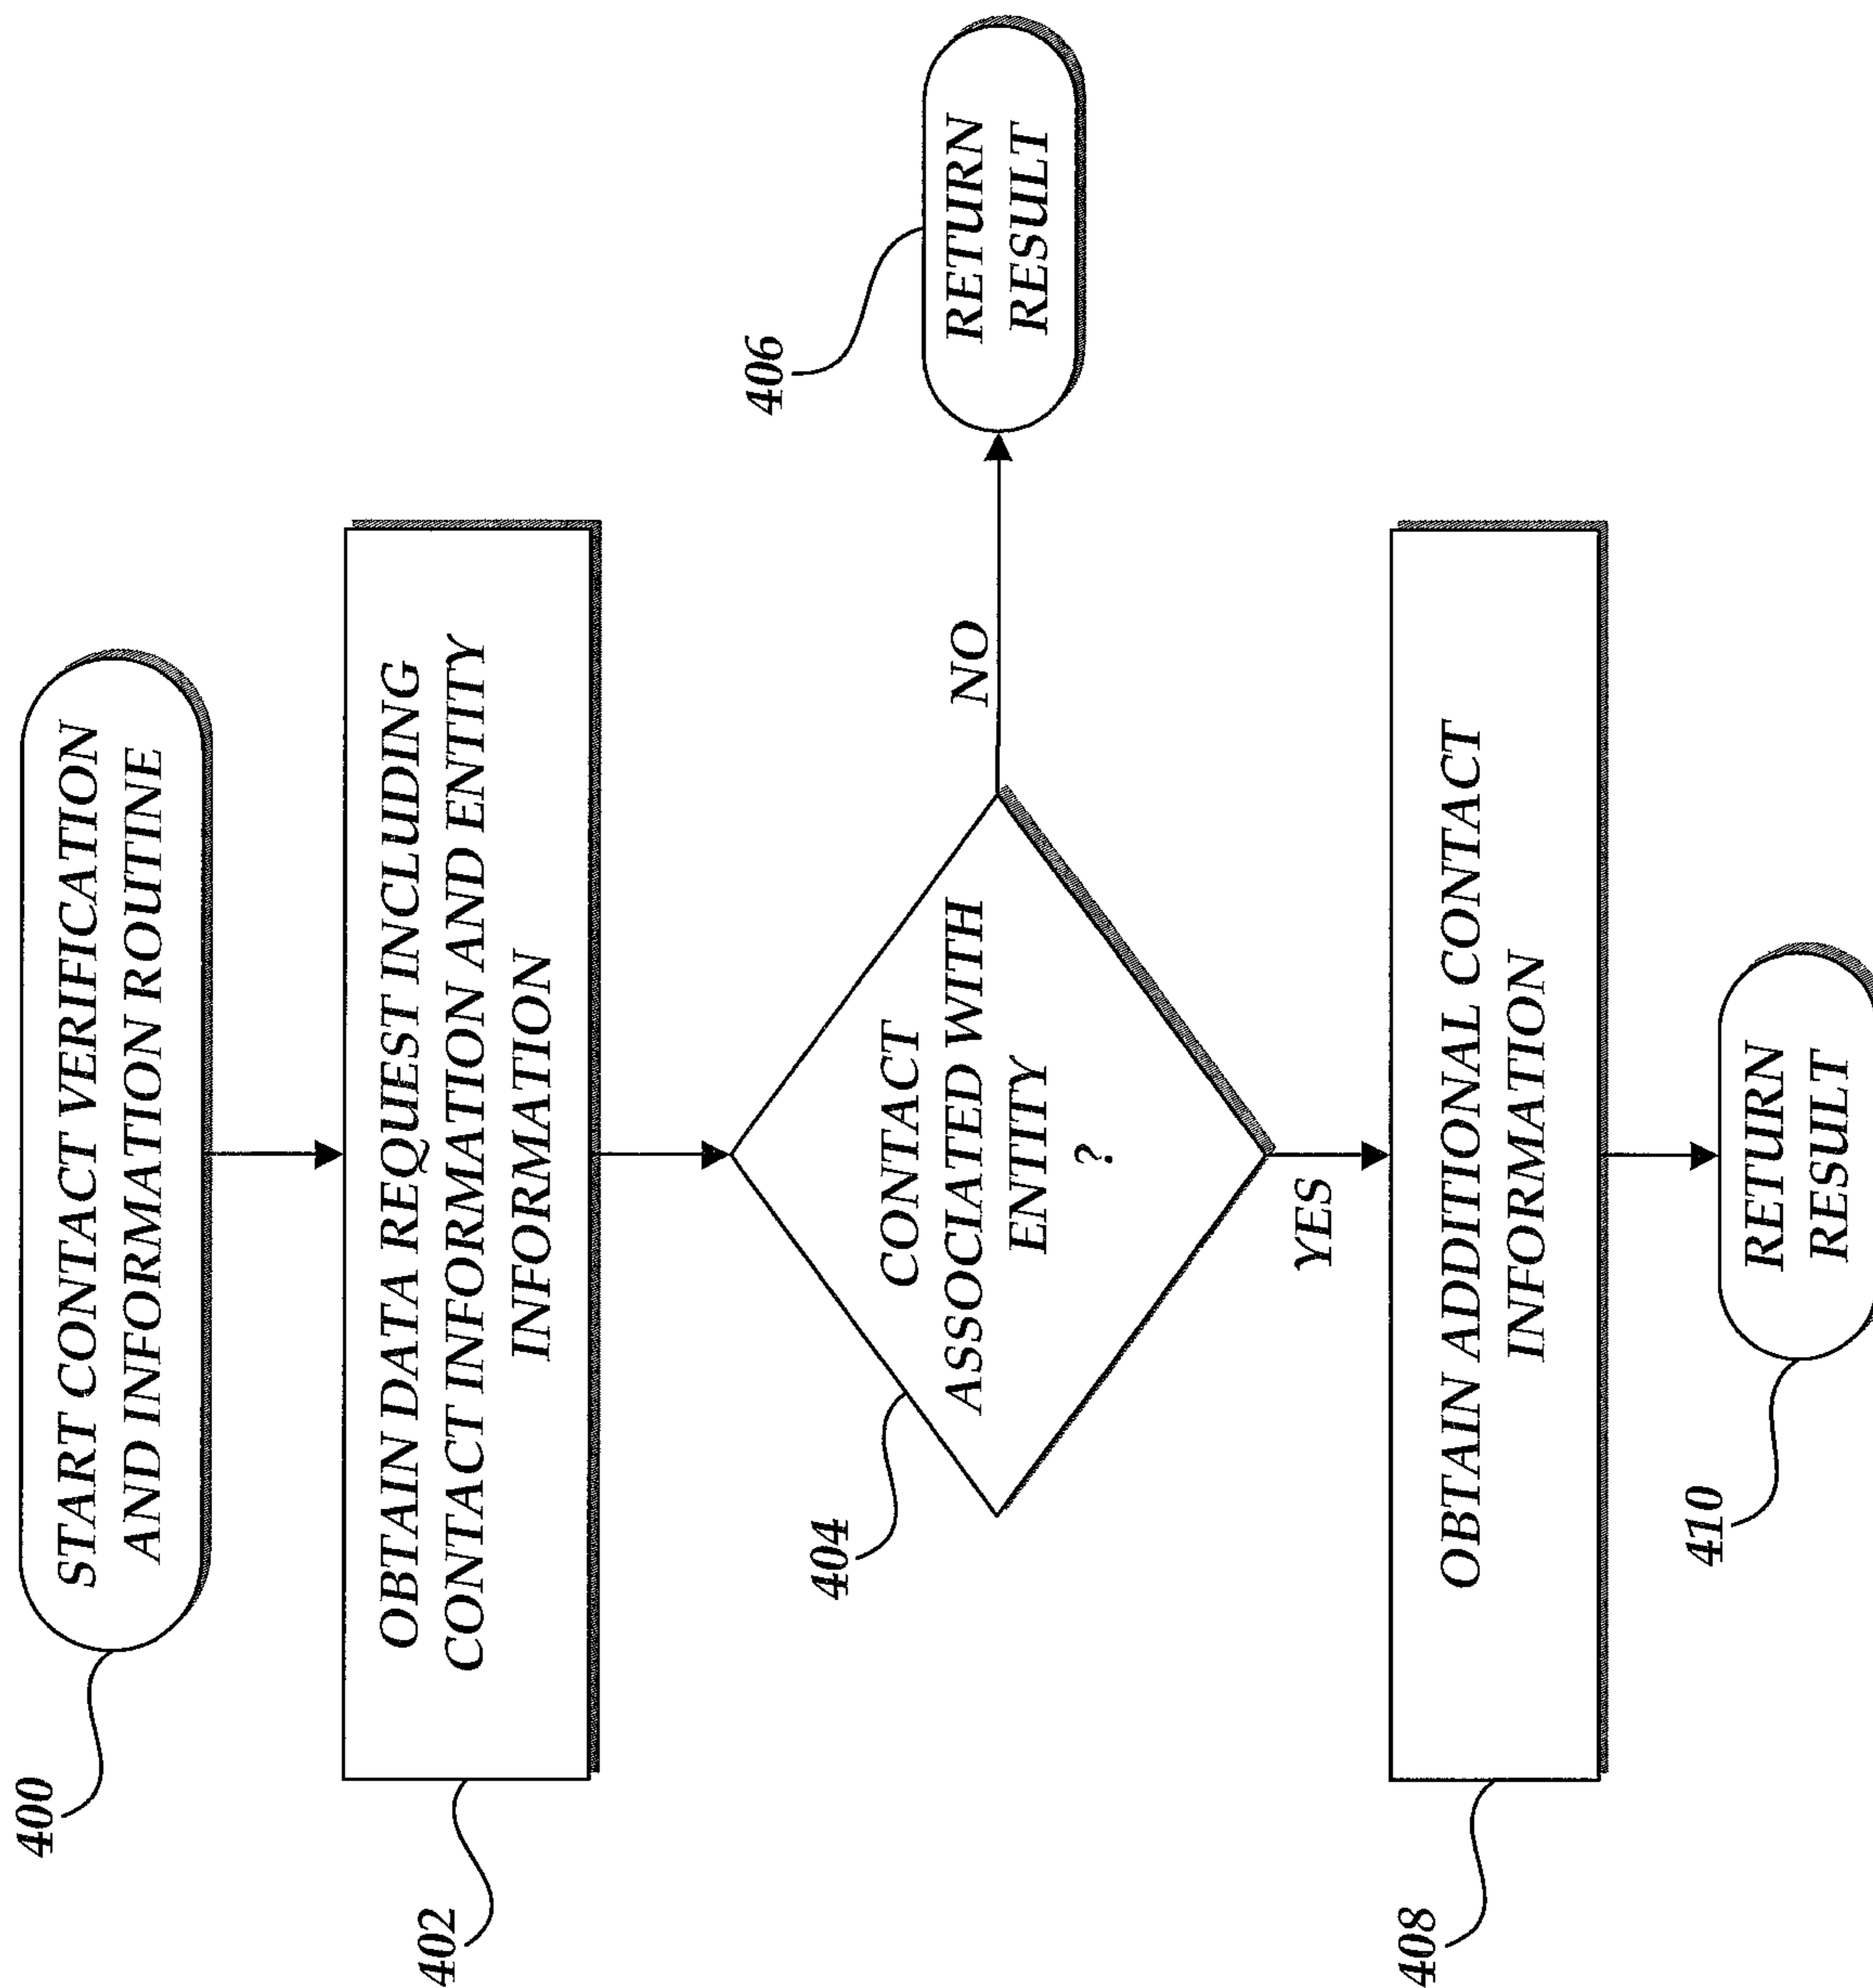 400
START CONTACT VERIFICATION
AND INFORMATION ROUTINE
402
OBTAIN DATA REQUEST INCLUDING
CONTACT INFORMATION AND ENTITY
INFORMATION
404
CONTACT
ASSOCIATED WITH
ENTITY
?
NO
406
RETURN
RESULT
YES
408
OBTAIN ADDITIONAL CONTACT
INFORMATION
410
RETURN
RESULT